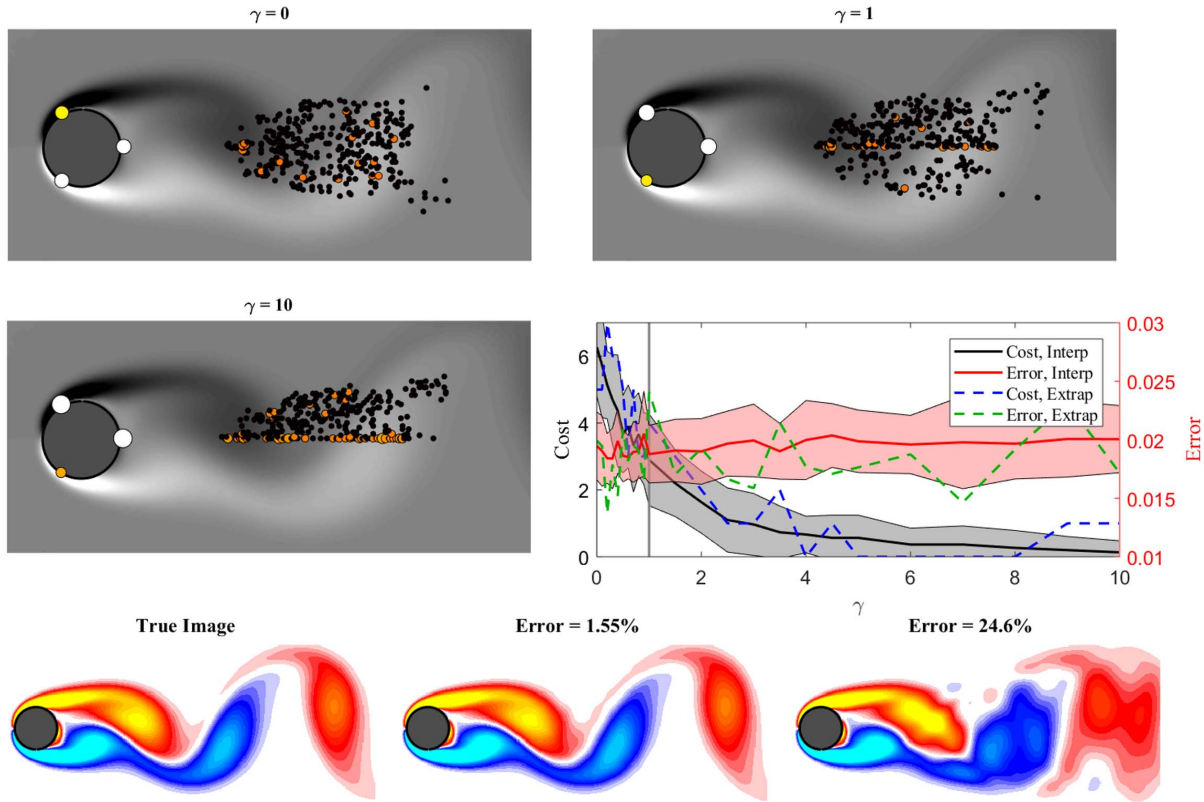 γ = 0
γ = 1
γ = 10
Cost, Interp
Error, Interp
Cost, Extrap
Error, Extrap
Cost
0
2
4
6
0
2
4
6
8
10
γ
0.03
0.025
0.02
0.015
0.01
Error
True Image
Error = 1.55%
Error = 24.6%